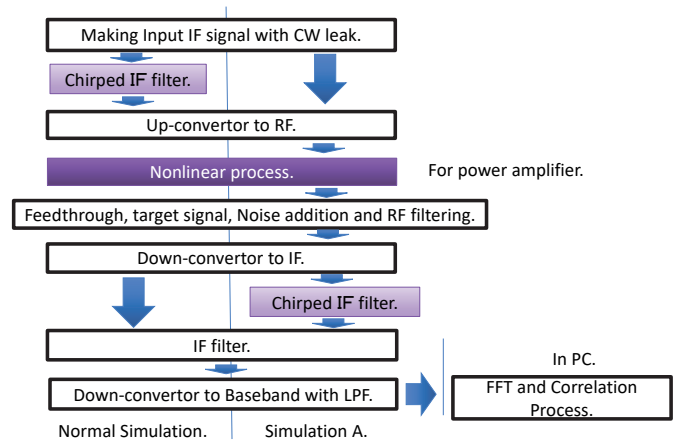 Making Input IF signal with CW leak.
Chirped IF filter.
Up-convertor to RF.
Nonlinear process.
For power amplifier.
Feedthrough, target signal, Noise addition and RF filtering.
Down-convertor to IF.
Chirped IF filter.
IF filter.
In PC.
Down-convertor to Baseband with LPF.
FFT and Correlation
Process.
Normal Simulation.
Simulation A.